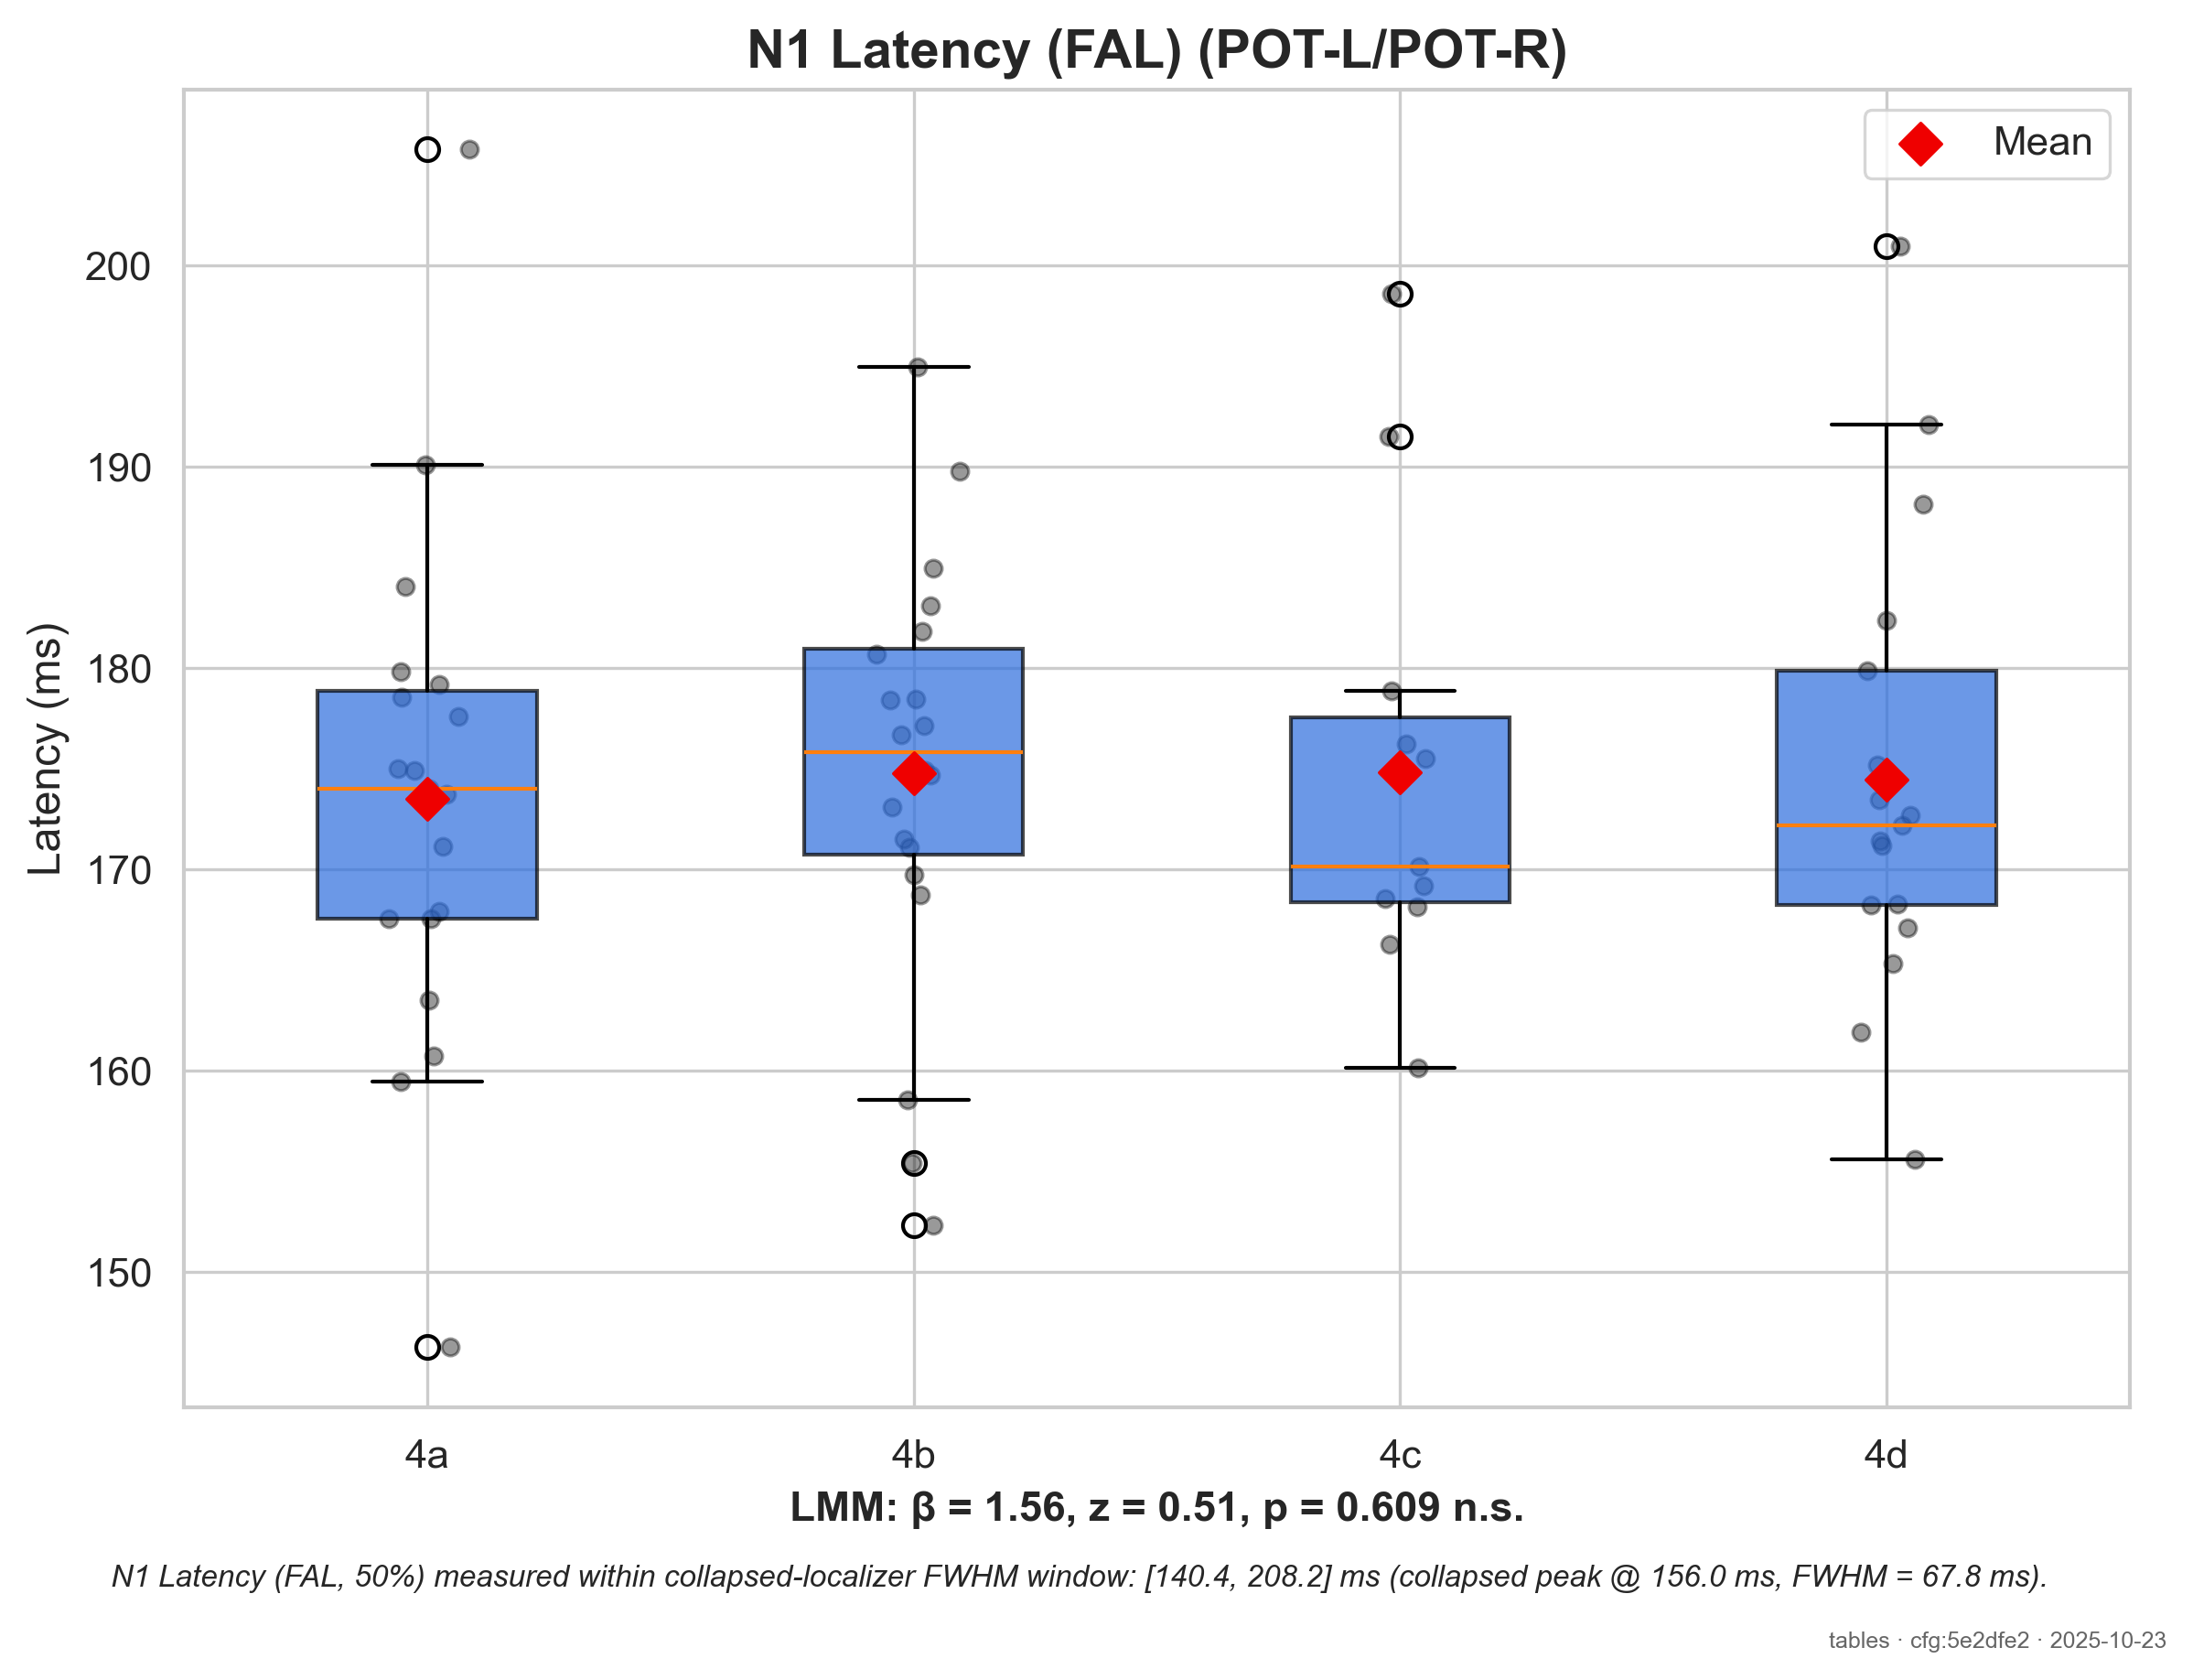 N1 Latency (FAL) (POT-L/POT-R)
Mean
200
190
180
170
160
150
Latency (ms)
4a 4b 4c 4d
LMM: β = 1.56, z = 0.51, p = 0.609 n.s.
N1 Latency (FAL, 50%) measured within collapsed-localizer FWHM window: [140.4, 208.2] ms (collapsed peak @ 156.0 ms, FWHM = 67.8 ms).
tables · cfg:5e2dfe2 · 2025-10-23